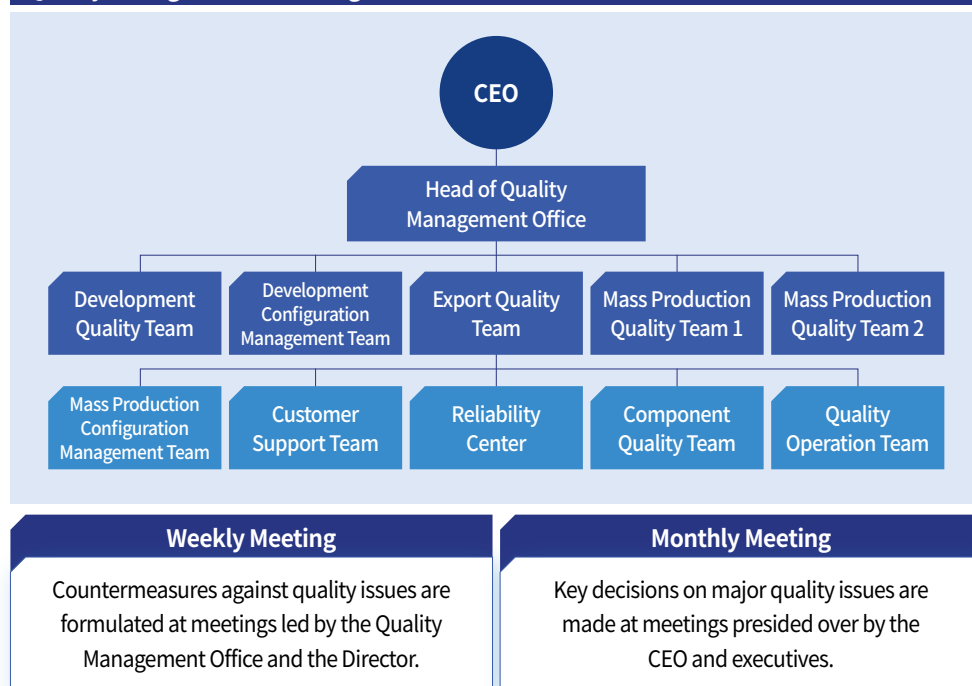 CEO
Head of Quality
Management Office
Development
Quality Team
Development
Configuration
Management Team
Export Quality
Team
Mass Production
Quality Team 1
Mass Production
Quality Team 2
Mass Production
Configuration
Management Team
Customer
Support Team
Reliability
Center
Component
Quality Team
Quality
Operation Team
Weekly Meeting
Countermeasures against quality issues are
formulated at meetings led by the Quality
Management Office and the Director.
Monthly Meeting
Key decisions on major quality issues are
made at meetings presided over by the
CEO and executives.